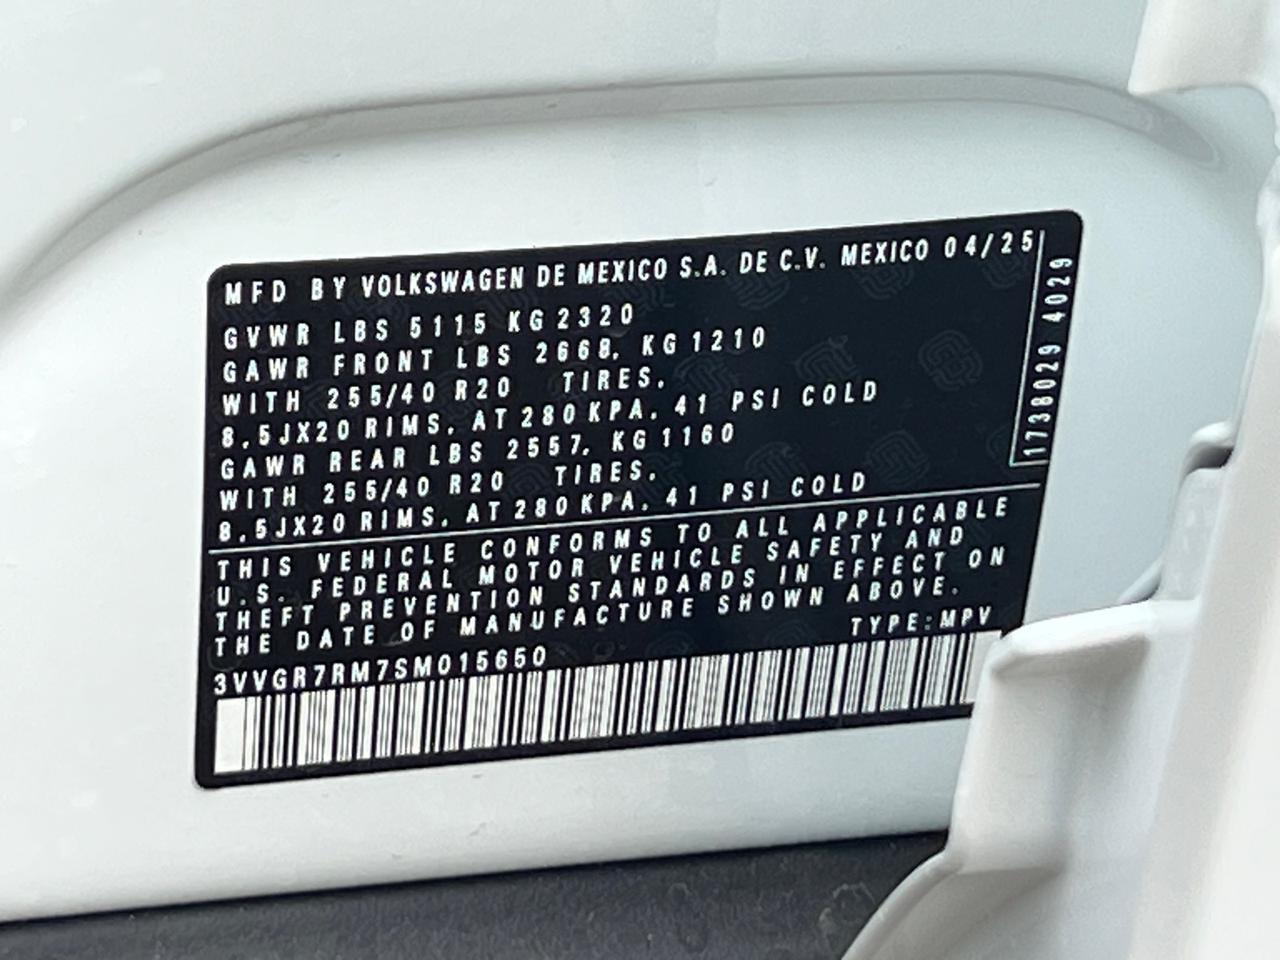 MFD BY VOLKSWAGEN DE MEXICO S.A. DE C.V. MEXICO 04/25
GVWR LBS 5115 KG 2320
GAWR FRONT LBS 2668, KG 1210
WITH 255/40 R20 TIRES,
8,5JX20 RIMS, AT 280 KPA, 41 PSI COLD
GAWR REAR LBS 2557, KG 1160
WITH 255/40 R20 TIRES,
8,5JX20 RIMS, AT 280 KPA, 41 PSI COLD
THIS VEHICLE CONFORMS TO ALL APPLICABLE
U.S. FEDERAL MOTOR VEHICLE SAFETY AND
THEFT PREVENTION STANDARDS IN EFFECT ON
THE DATE OF MANUFACTURE SHOWN ABOVE.
TYPE:MPV
3VVGR7RM7SM015650
1738029 4029